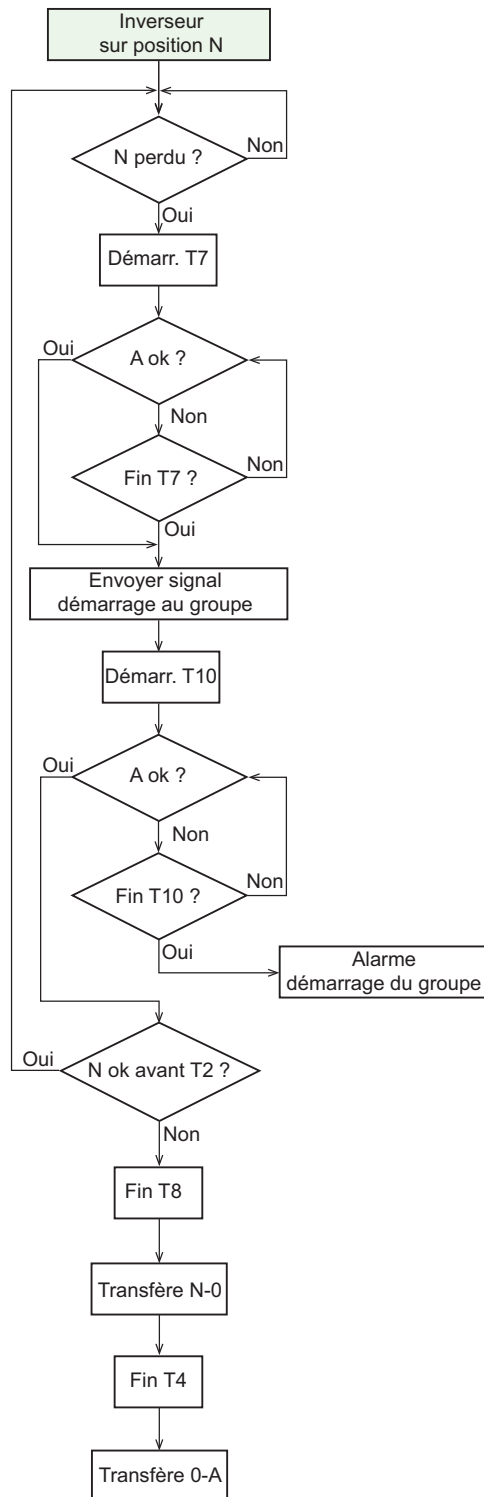 Inverseur
sur position N
N perdu ?
Non
Oui
Démarr. T7
Oui
A ok ?
Non
Fin T7 ?
Non
Oui
Envoyer signal
démarrage au groupe
Démarr. T10
Oui
A ok ?
Non
Fin T10 ?
Non
Oui
Alarme
démarrage du groupe
Oui
N ok avant T2 ?
Non
Fin T8
Transfère N-0
Fin T4
Transfère 0-A